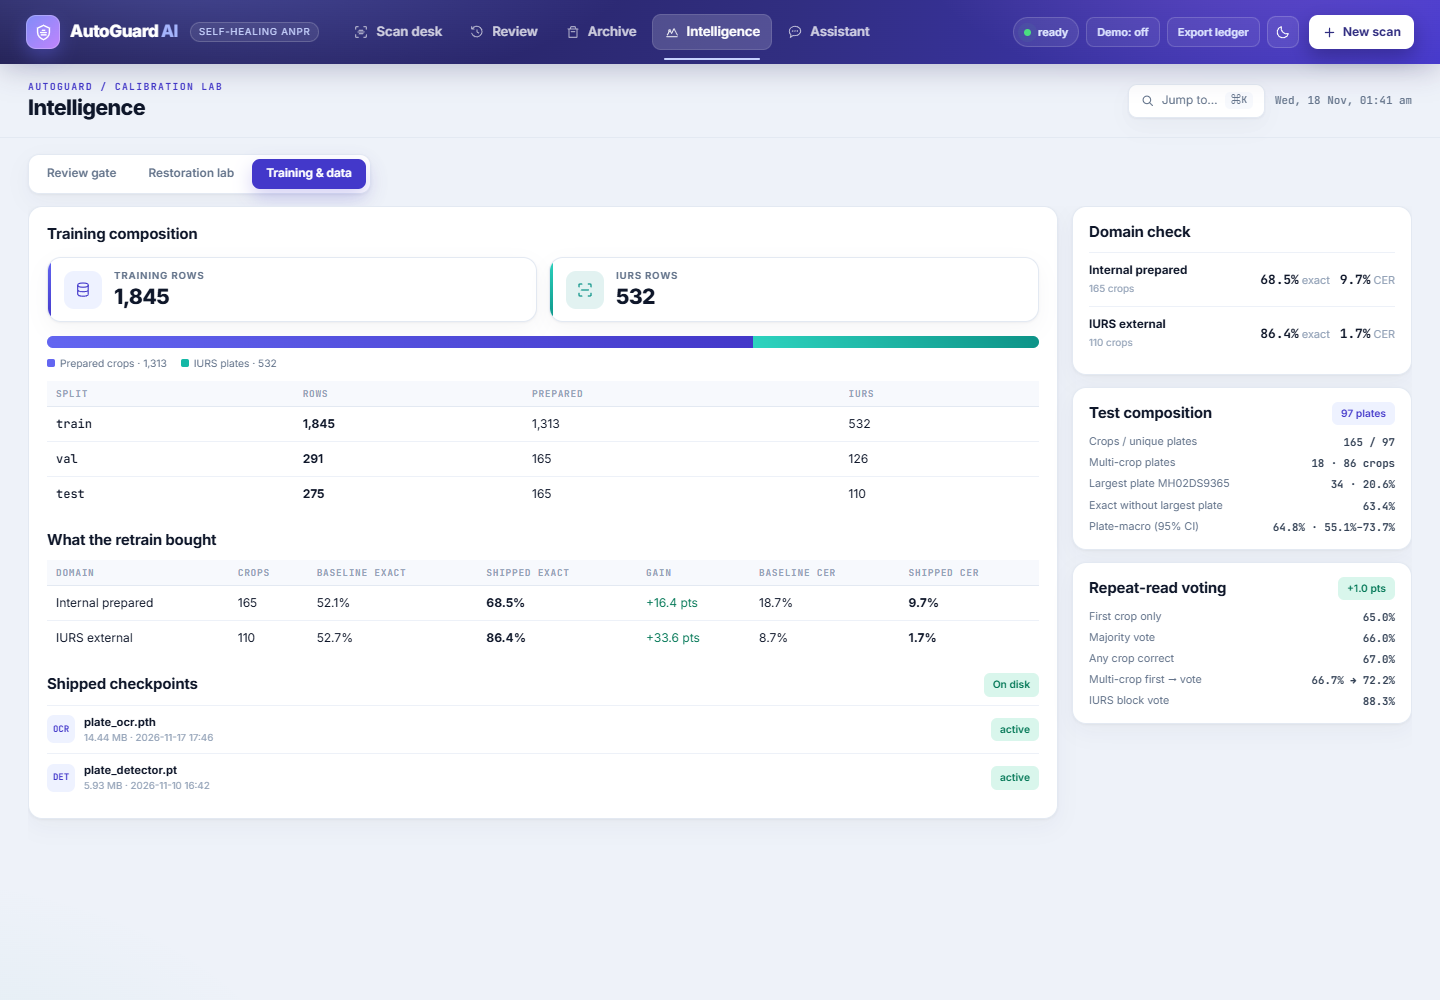 AutoGuard AI
SELF-HEALING ANPR
Scan desk
Review
Archive
Intelligence
Assistant
ready
Demo: off
Export ledger
New scan
AUTOGUARD / CALIBRATION LAB
Intelligence
Jump to...
⌘K
Wed, 18 Nov, 01:41 am
Review gate
Restoration lab
Training & data
Training composition
TRAINING ROWS
1,845
IURS ROWS
532
Prepared crops · 1,313
IURS plates · 532
SPLIT ROWS PREPARED IURS
train 1,845 1,313 532
val 291 165 126
test 275 165 110
What the retrain bought
DOMAIN CROPS BASELINE EXACT SHIPPED EXACT GAIN BASELINE CER SHIPPED CER
Internal prepared 165 52.1% 68.5% +16.4 pts 18.7% 9.7%
IURS external 110 52.7% 86.4% +33.6 pts 8.7% 1.7%
Shipped checkpoints
On disk
OCR
plate_ocr.pth
14.44 MB · 2026-11-17 17:46
active
DET
plate_detector.pt
5.93 MB · 2026-11-10 16:42
active
Domain check
Internal prepared
165 crops
68.5% exact 9.7% CER
IURS external
110 crops
86.4% exact 1.7% CER
Test composition
97 plates
Crops / unique plates 165 / 97
Multi-crop plates 18 · 86 crops
Largest plate MH02DS9365 34 · 20.6%
Exact without largest plate 63.4%
Plate-macro (95% CI) 64.8% · 55.1%–73.7%
Repeat-read voting
+1.0 pts
First crop only 65.0%
Majority vote 66.0%
Any crop correct 67.0%
Multi-crop first → vote 66.7% → 72.2%
IURS block vote 88.3%